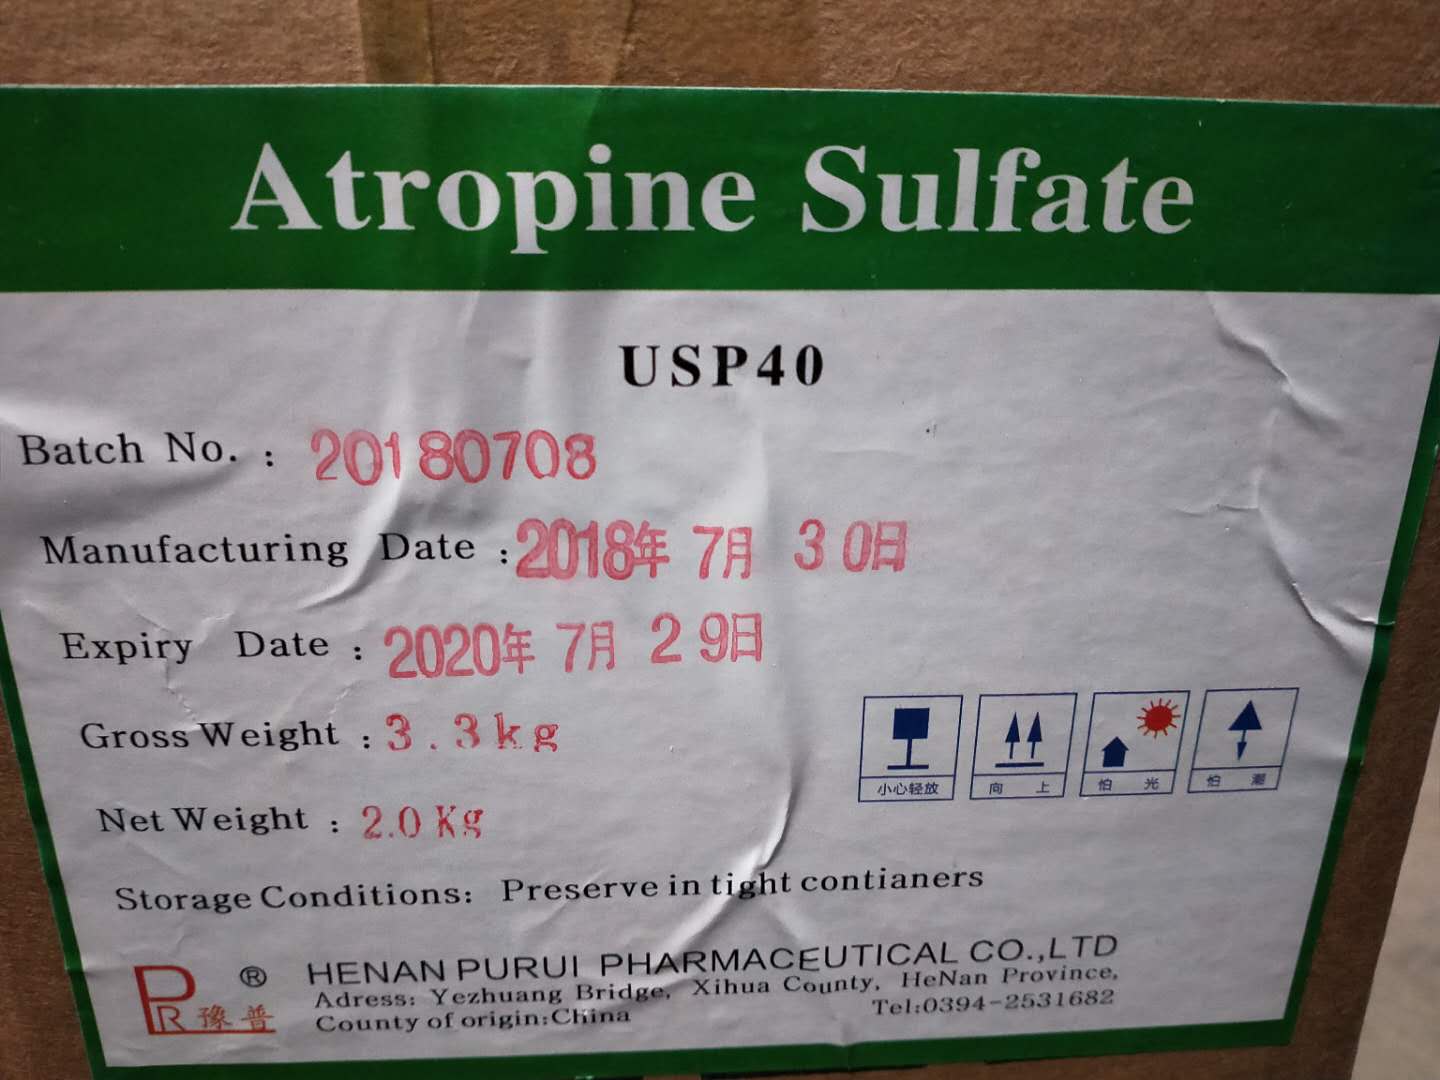 Atropine Sulfate
USP40
Batch No. : 20180708
Manufacturing Date : 2018年 7月 30日
Expiry Date : 2020年 7月 29日
Gross Weight : 3.3kg
小心轻放 向上 怕光 怕潮
Net Weight : 2.0Kg
Storage Conditions: Preserve in tight contianers
PR 豫普 ® HENAN PURUI PHARMACEUTICAL CO.,LTD
Adress: Yezhuang Bridge, Xihua County, HeNan Province,
County of origin:China Tel:0394-2531682